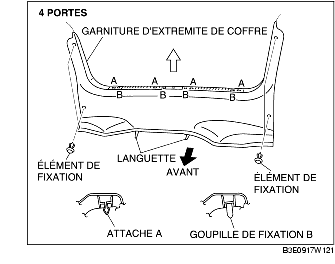 4 PORTES
GARNITURE D'EXTREMITE DE COFFRE
A A A A
B B B B
LANGUETTE
ÉLÉMENT DE
FIXATION
AVANT
ÉLÉMENT DE
FIXATION
ATTACHE A
GOUPILLE DE FIXATION B
B3E0917W121